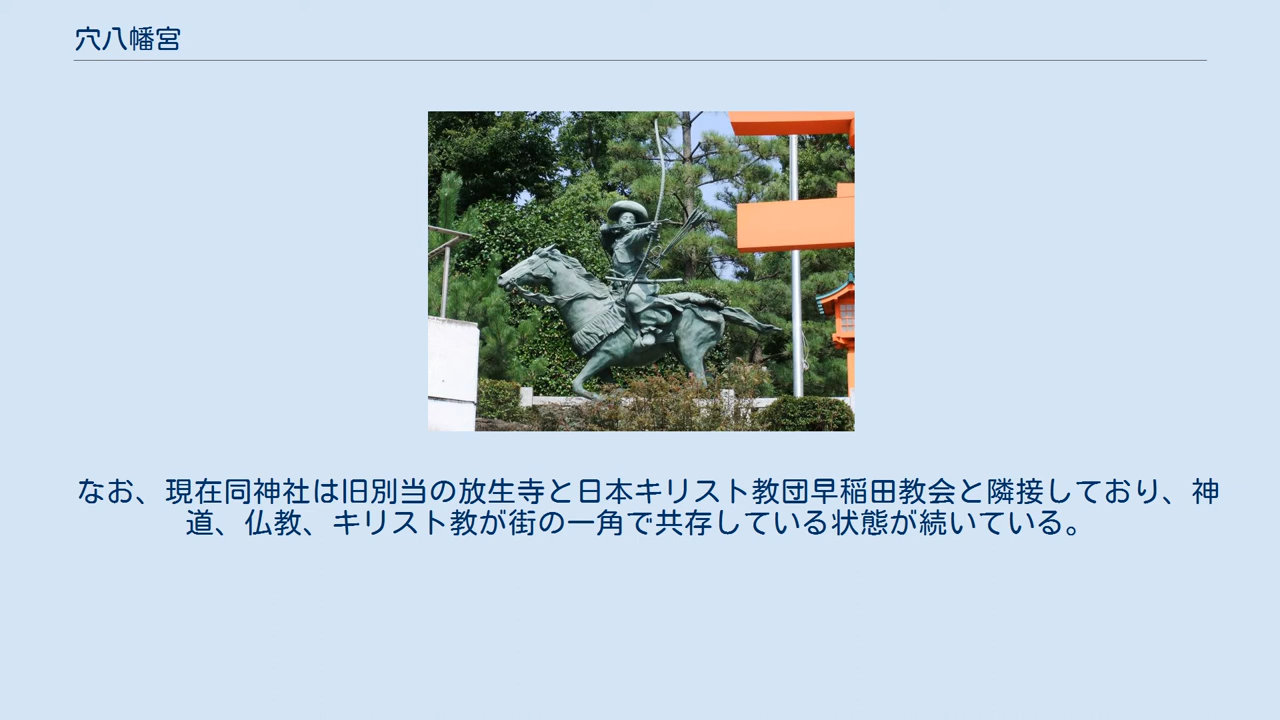 穴八幡宮
なお、現在同神社は旧別当の放生寺と日本キリスト教団早稲田教会と隣接しており、神
道、仏教、キリスト教が街の一角で共存している状態が続いている。